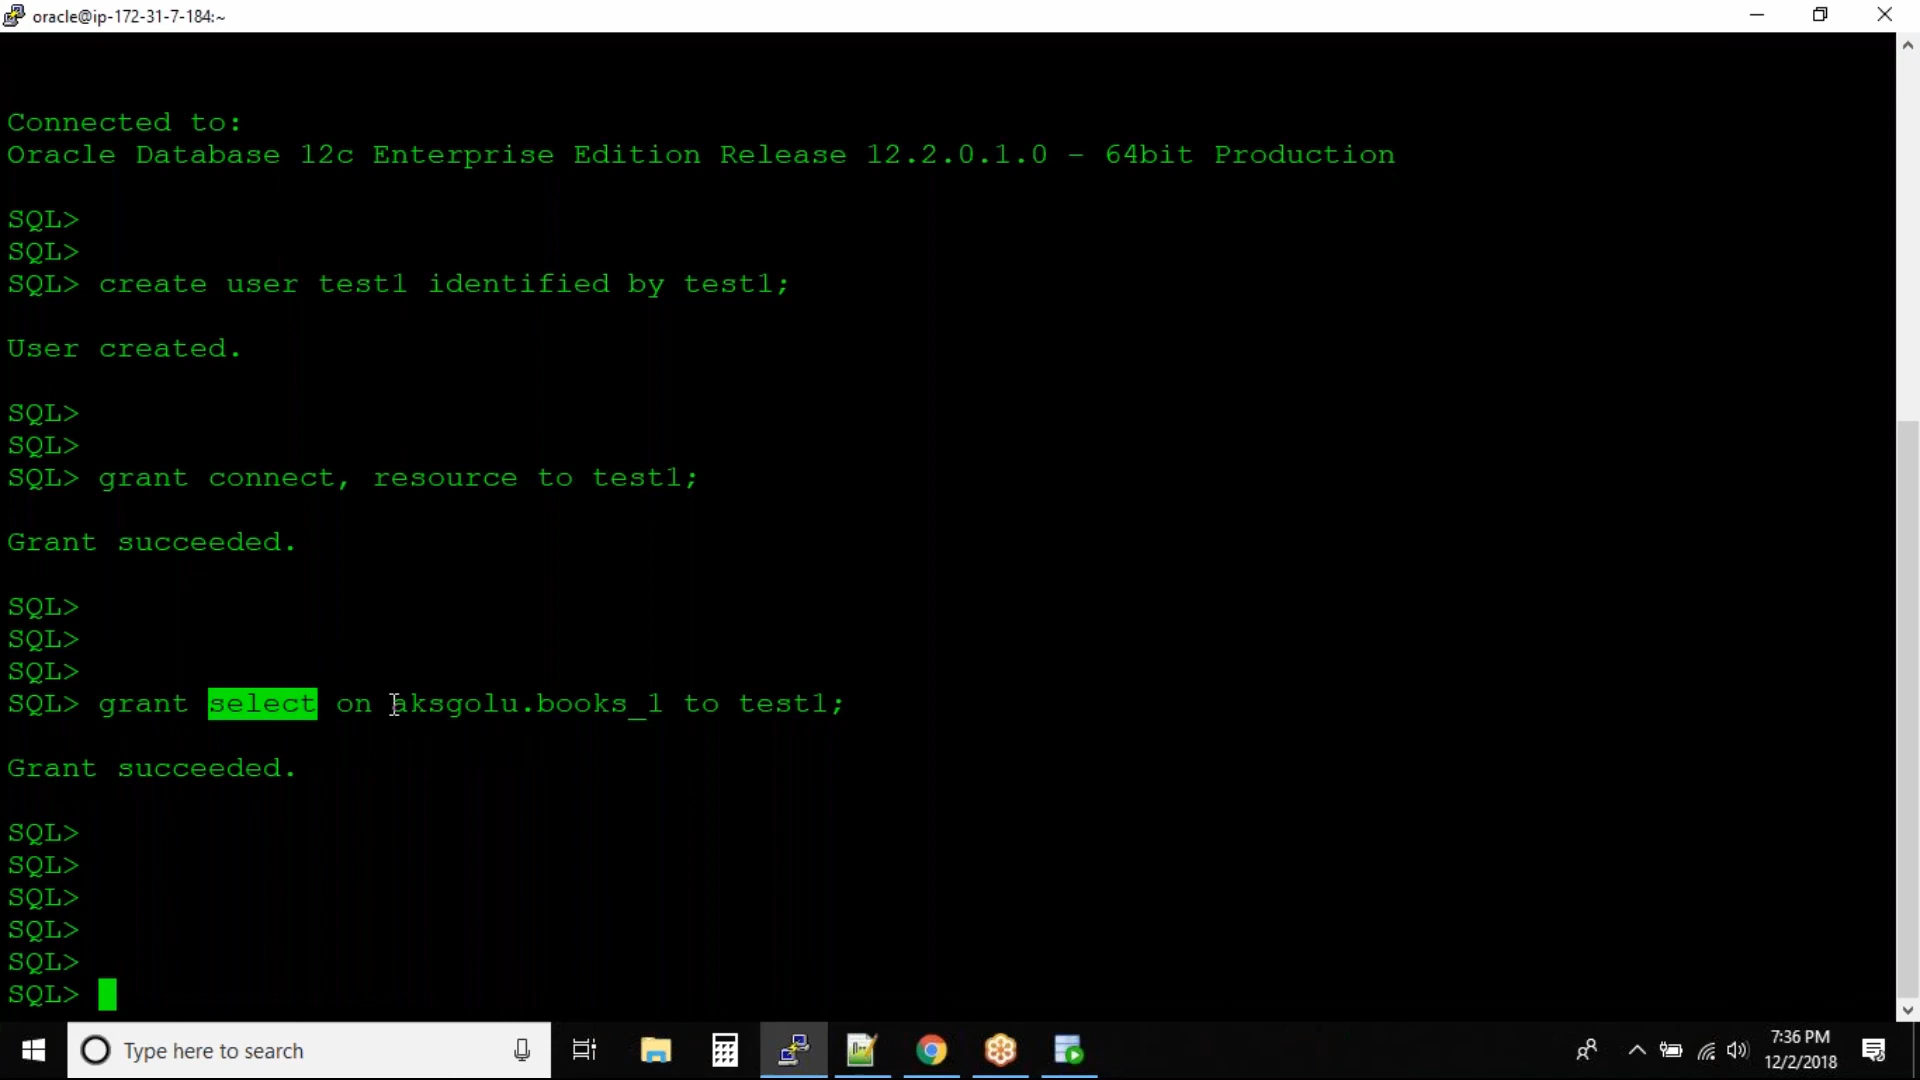 oracle@ip-172-31-7-184:~
Connected to:
Oracle Database 12c Enterprise Edition Release 12.2.0.1.0 - 64bit Production
SQL>
SQL>
SQL> create user test1 identified by test1;
User created.
SQL>
SQL>
SQL> grant connect, resource to test1;
Grant succeeded.
SQL>
SQL>
SQL>
SQL> grant select on aksgolu.books_1 to test1;
Grant succeeded.
SQL>
SQL>
SQL>
SQL>
SQL>
SQL>
Type here to search
7:36 PM
12/2/2018